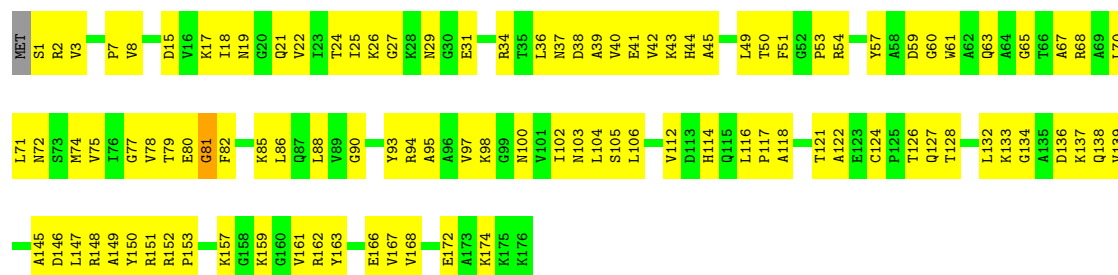 MET S1 R2 V3 P7 V8 D15 V16 K17 I18 N19 G20 Q21 V22 I23 T24 I25 K26 G27 K28 N29 G30 E31 R34 T35 L36 N37 D38 A39 V40 E41 V42 K43 H44 A45 L49 T50 F51 G52 P53 R54 Y57 A58 D59 G60 W61 A62 Q63 A64 G65 T66 A67 R68 A69 L70
L71 N72 S73 M74 V75 I76 G77 V78 T79 E80 G81 F82 K85 L86 Q87 L88 V89 G90 Y93 R94 A95 A96 V97 K98 G99 N100 V101 I102 N103 L104 S105 L106 V112 D113 H114 Q115 L116 P117 A118 T121 A122 E123 C124 P125 T126 Q127 T128 L132 K133 G134 A135 D136 K137 Q138 V139
A145 D146 L147 R148 A149 Y150 R151 R152 P153 K157 G158 K159 G160 V161 R162 Y163 E166 V167 V168 E172 A173 K174 K175 K176